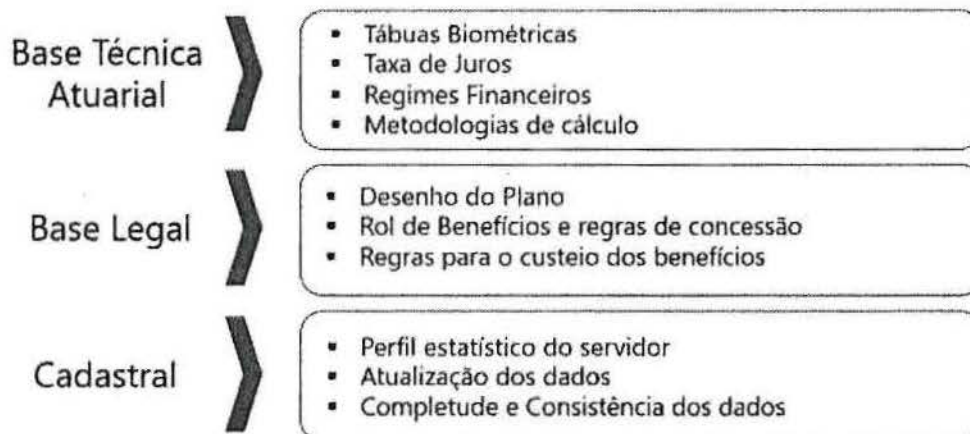 Base Técnica
Atuarial
▪ Tábuas Biométricas
▪ Taxa de Juros
▪ Regimes Financeiros
▪ Metodologias de cálculo
Base Legal
▪ Desenho do Plano
▪ Rol de Benefícios e regras de concessão
▪ Regras para o custeio dos benefícios
Cadastral
▪ Perfil estatístico do servidor
▪ Atualização dos dados
▪ Completude e Consistência dos dados